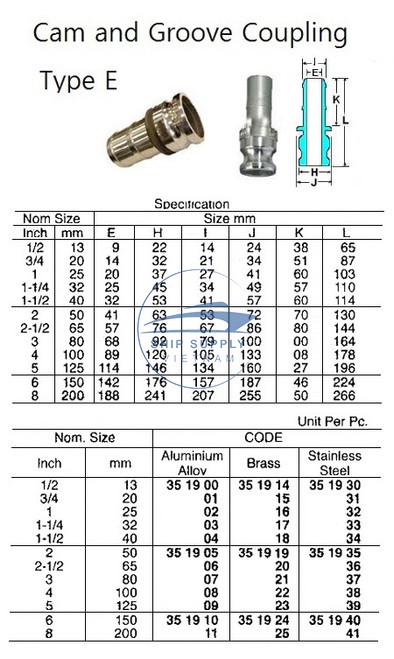 Cam and Groove Coupling
Type E
I
E
K
L
H
J
Specification
Nom Size Size mm
Inch mm E H I J K L
1/2 13 9 22 14 24 38 65
3/4 20 14 32 21 34 51 87
1 25 20 37 27 41 60 103
1-1/4 32 25 45 34 49 57 110
1-1/2 40 32 53 41 57 60 114
2 50 41 63 53 72 70 130
2-1/2 65 57 76 67 86 80 144
3 80 68 92 79 100 00 164
4 100 89 120 105 133 08 178
5 125 114 146 134 160 27 196
6 150 142 176 157 187 46 224
8 200 188 241 207 255 50 266
SHIP SUPPLY
VIETNAM
Unit Per Pc.
Nom. Size CODE
Inch mm Aluminium Alloy Brass Stainless Steel
1/2 13 35 19 00 35 19 14 35 19 30
3/4 20 01 15 31
1 25 02 16 32
1-1/4 32 03 17 33
1-1/2 40 04 18 34
2 50 35 19 05 35 19 19 35 19 35
2-1/2 65 06 20 36
3 80 07 21 37
4 100 08 22 38
5 125 09 23 39
6 150 35 19 10 35 19 24 35 19 40
8 200 11 25 41